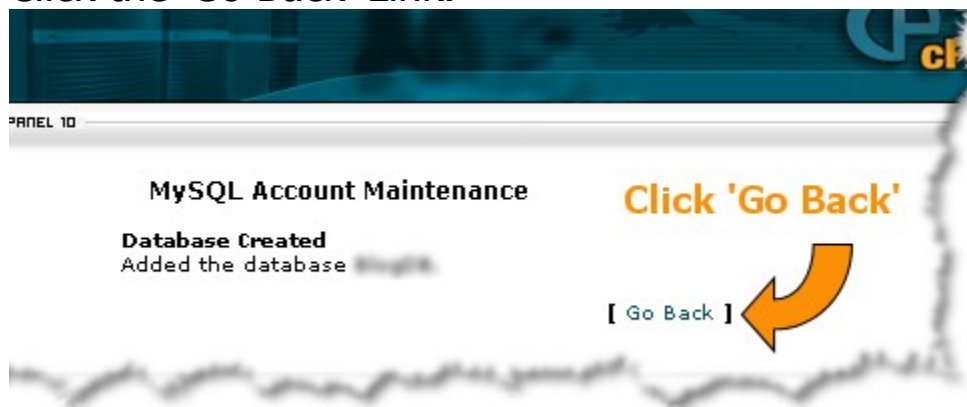 Click the 'Go Back' Link.
PANEL 10
MySQL Account Maintenance
Click 'Go Back'
Database Created
Added the database
[ Go Back ]